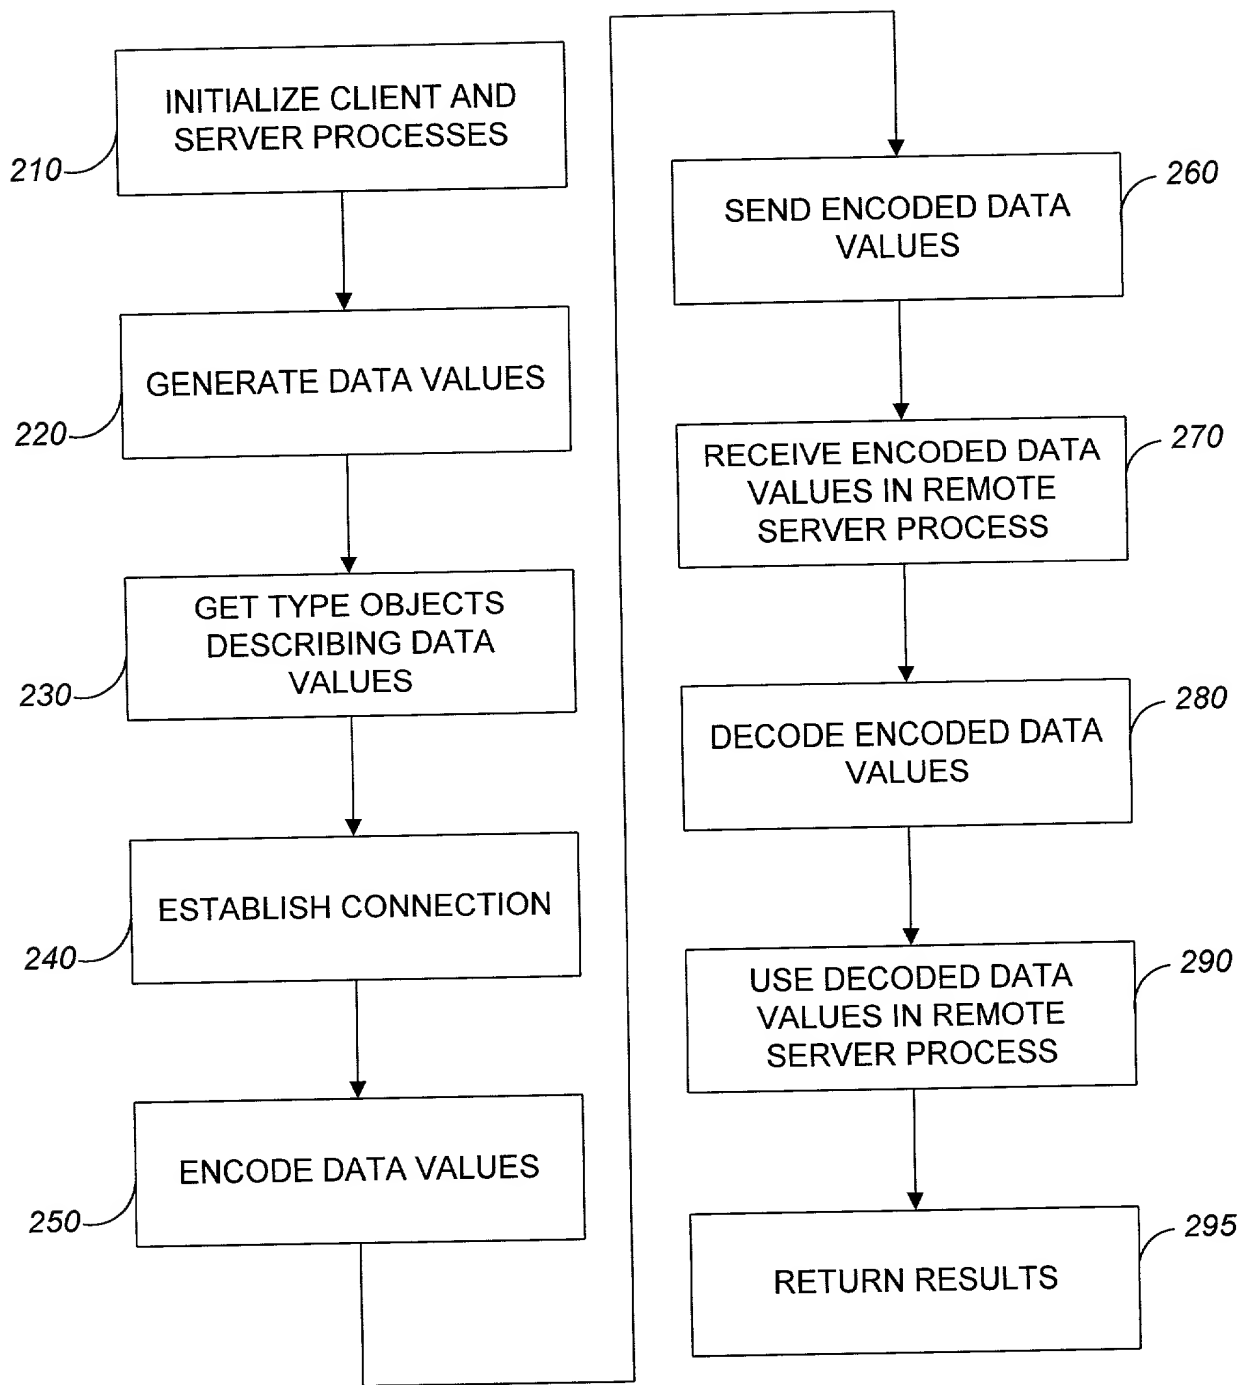 INITIALIZE CLIENT AND
SERVER PROCESSES
210
GENERATE DATA VALUES
220
GET TYPE OBJECTS
DESCRIBING DATA
VALUES
230
ESTABLISH CONNECTION
240
ENCODE DATA VALUES
250
260
SEND ENCODED DATA
VALUES
270
RECEIVE ENCODED DATA
VALUES IN REMOTE
SERVER PROCESS
280
DECODE ENCODED DATA
VALUES
290
USE DECODED DATA
VALUES IN REMOTE
SERVER PROCESS
295
RETURN RESULTS